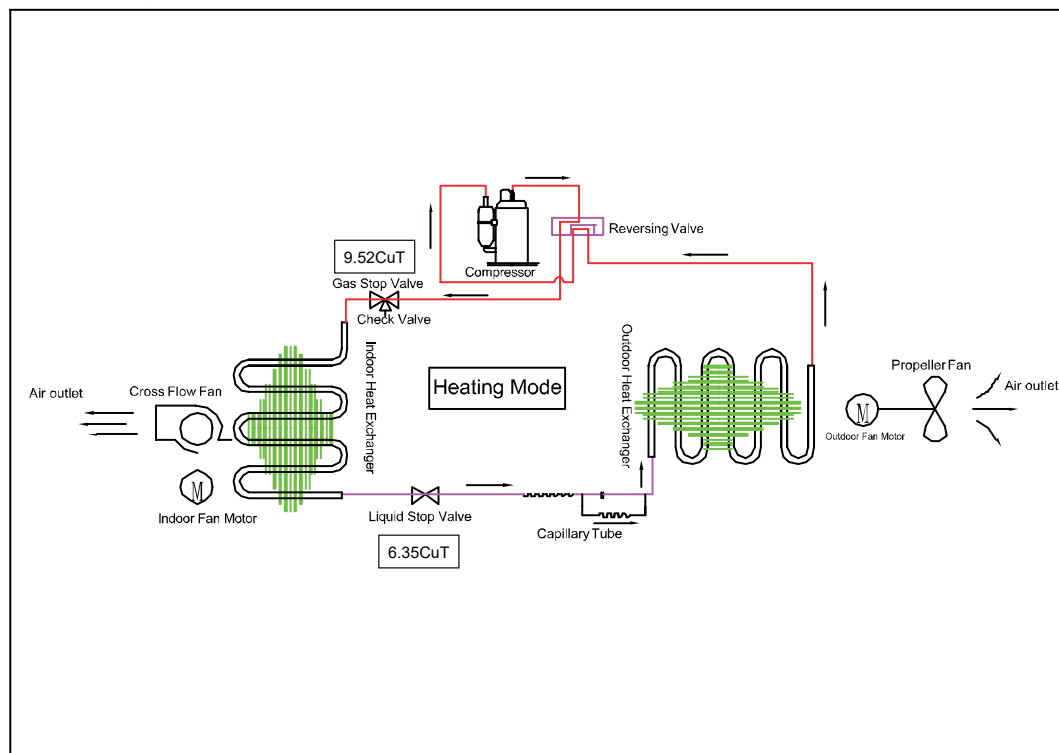 Reversing Valve
Compressor
9.52CuT
Gas Stop Valve
Check Valve
Indoor Heat Exchanger
Outdoor Heat Exchanger
Heating Mode
Propeller Fan
Air outlet
Cross Flow Fan
Air outlet
M
Outdoor Fan Motor
M
Indoor Fan Motor
Liquid Stop Valve
Capillary Tube
6.35CuT